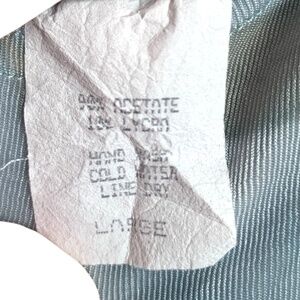 90% ACETATE
10% LYCRA
HAND WASH
COLD WATER
LINE DRY
LARGE